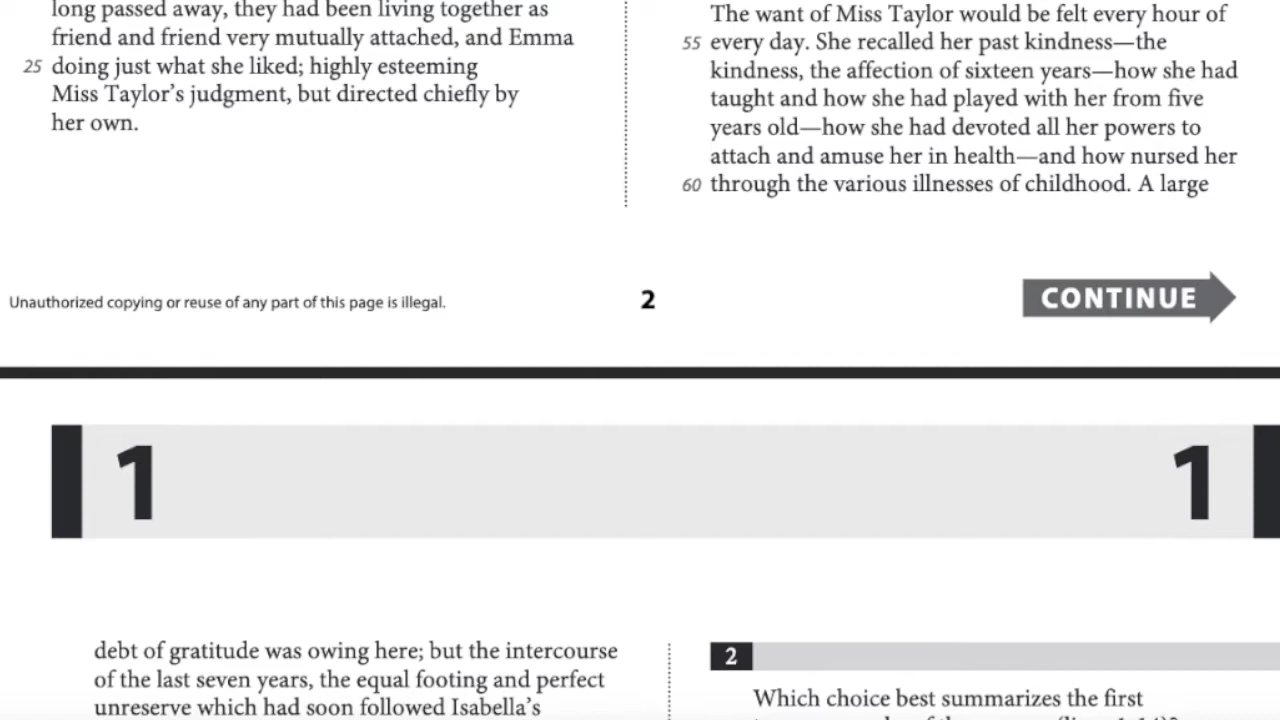 long passed away, they had been living together as
friend and friend very mutually attached, and Emma
25 doing just what she liked; highly esteeming
Miss Taylor’s judgment, but directed chiefly by
her own.
The want of Miss Taylor would be felt every hour of
55 every day. She recalled her past kindness—the
kindness, the affection of sixteen years—how she had
taught and how she had played with her from five
years old—how she had devoted all her powers to
attach and amuse her in health—and how nursed her
60 through the various illnesses of childhood. A large
Unauthorized copying or reuse of any part of this page is illegal.
2
CONTINUE
1
1
debt of gratitude was owing here; but the intercourse
of the last seven years, the equal footing and perfect
unreserve which had soon followed Isabella’s
2
Which choice best summarizes the first